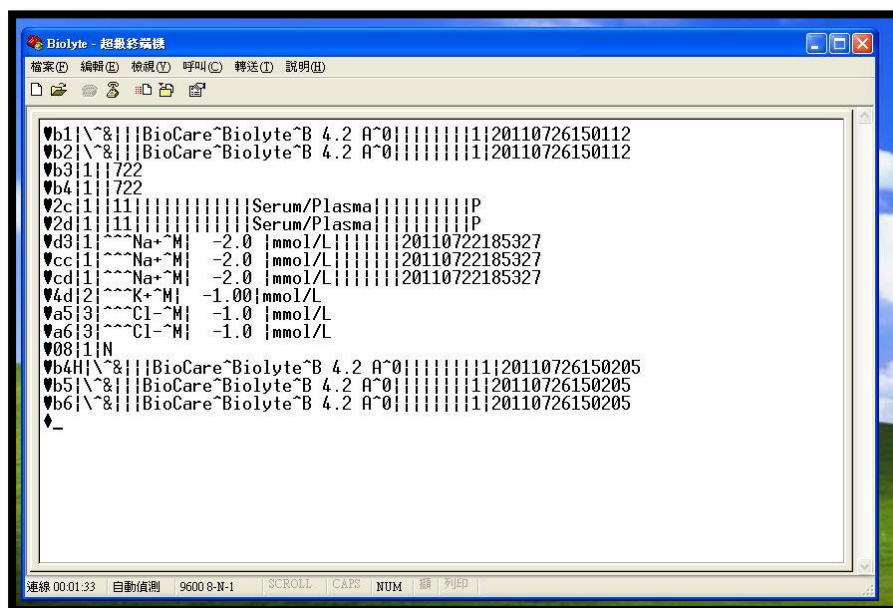 Biolyte - 超級終端機
檔案(F) 編輯(E) 檢視(V) 呼叫(C) 轉送(T) 說明(H)
♥b1|\^&|||BioCare^Biolyte^B 4.2 A^0||||||||1|20110726150112
♥b2|\^&|||BioCare^Biolyte^B 4.2 A^0||||||||1|20110726150112
♥b3|1||722
♥b4|1||722
♥2c|1||11||||||||||||Serum/Plasma||||||||||P
♥2d|1||11||||||||||||Serum/Plasma||||||||||P
♥d3|1|^^^Na+^M|  -2.0 |mmol/L|||||||20110722185327
♥cc|1|^^^Na+^M|  -2.0 |mmol/L|||||||20110722185327
♥cd|1|^^^Na+^M|  -2.0 |mmol/L|||||||20110722185327
♥4d|2|^^^K+^M|  -1.00|mmol/L
♥a5|3|^^^Cl-^M|  -1.0 |mmol/L
♥a6|3|^^^Cl-^M|  -1.0 |mmol/L
♥08|1|N
♥b4H|\^&|||BioCare^Biolyte^B 4.2 A^0||||||||1|20110726150205
♥b5|\^&|||BioCare^Biolyte^B 4.2 A^0||||||||1|20110726150205
♥b6|\^&|||BioCare^Biolyte^B 4.2 A^0||||||||1|20110726150205
♦_
連線 00:01:33 自動偵測 9600 8-N-1 SCROLL CAPS NUM 擷 列印